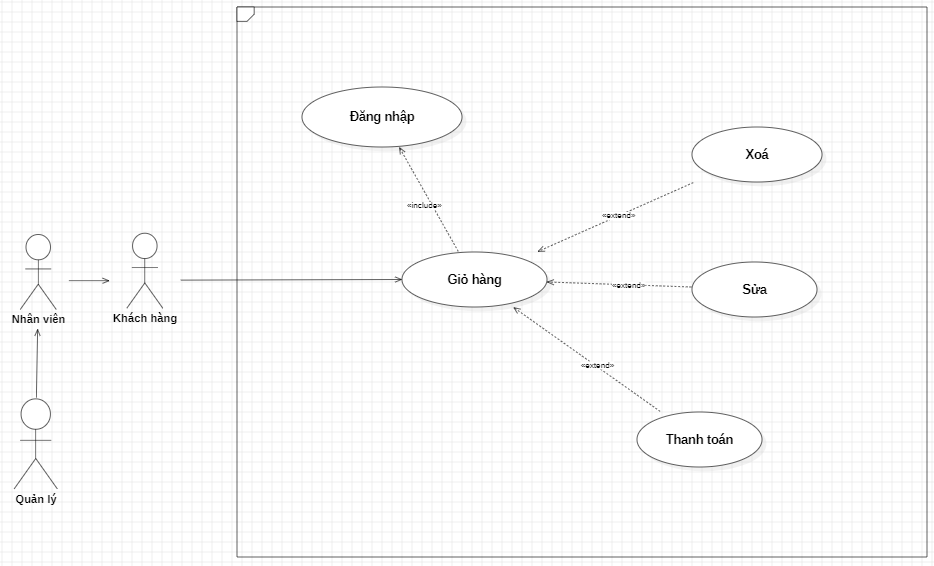 Đăng nhập
Xoá
«include»
«extend»
Giỏ hàng
«extend»
Sửa
Nhân viên
Khách hàng
«extend»
Thanh toán
Quản lý